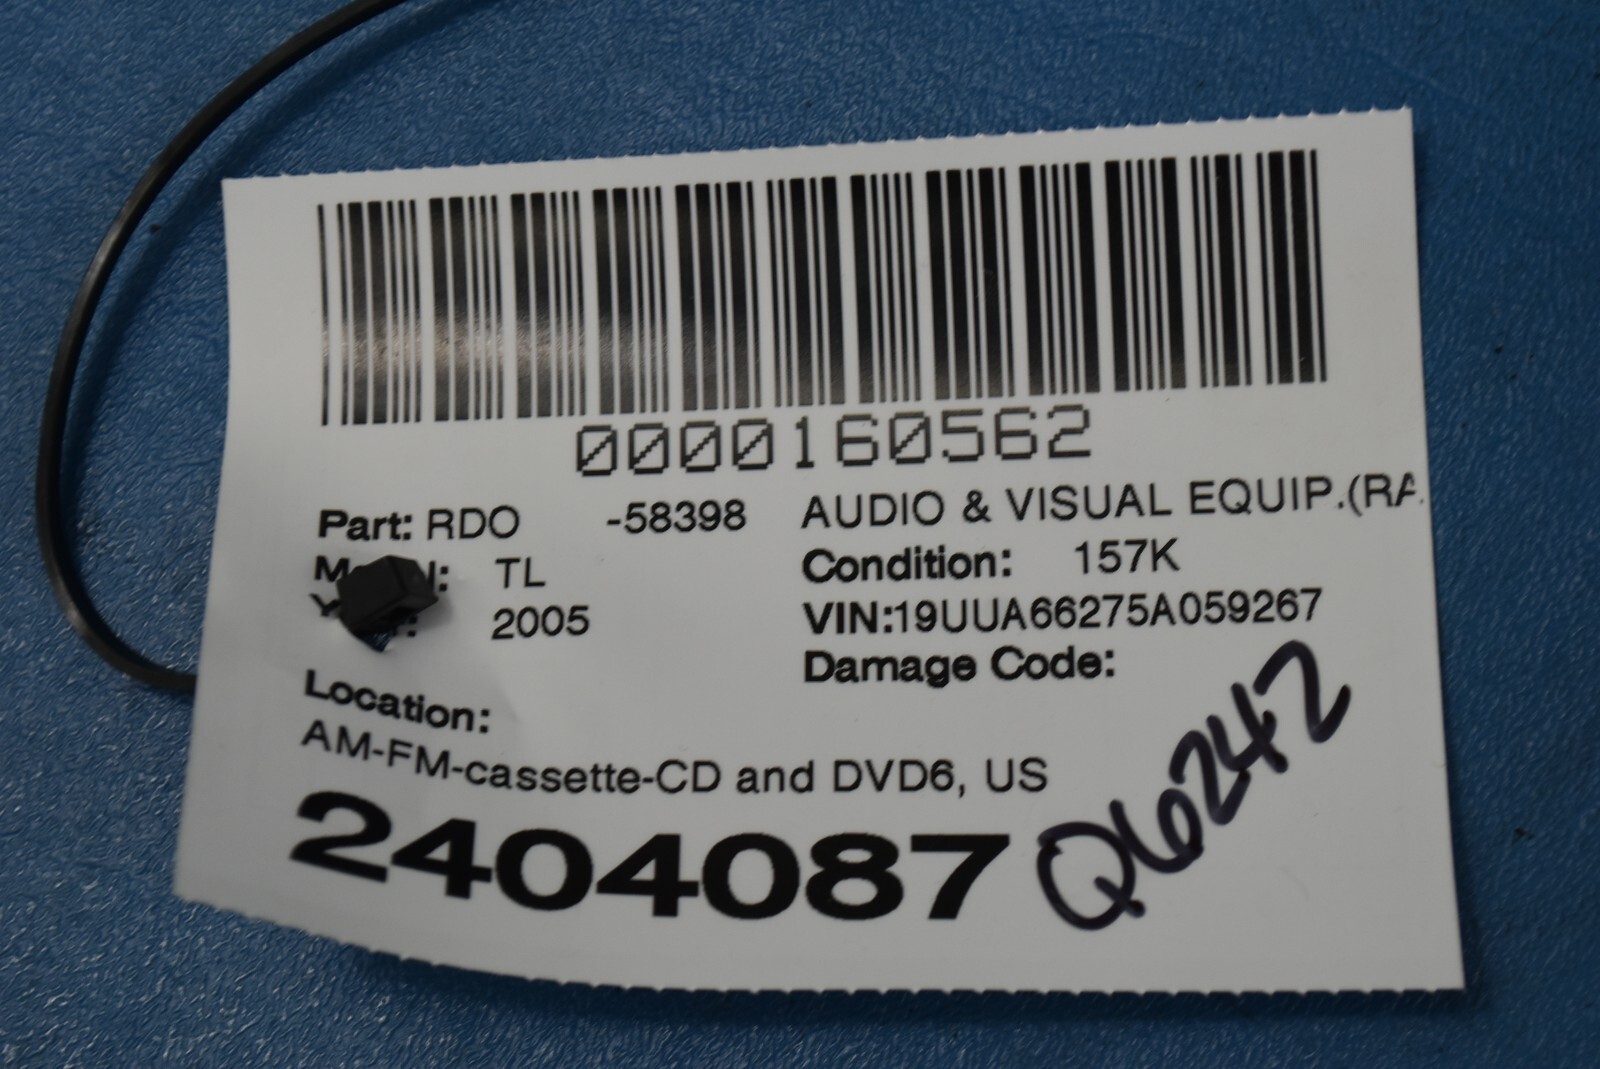 0000160562
Part: RDO -58398 AUDIO & VISUAL EQUIP.(RA
TL Condition: 157K
2005 VIN:19UUA66275A059267
Damage Code:
Location:
AM-FM-cassette-CD and DVD6, US
2404087
Q6242